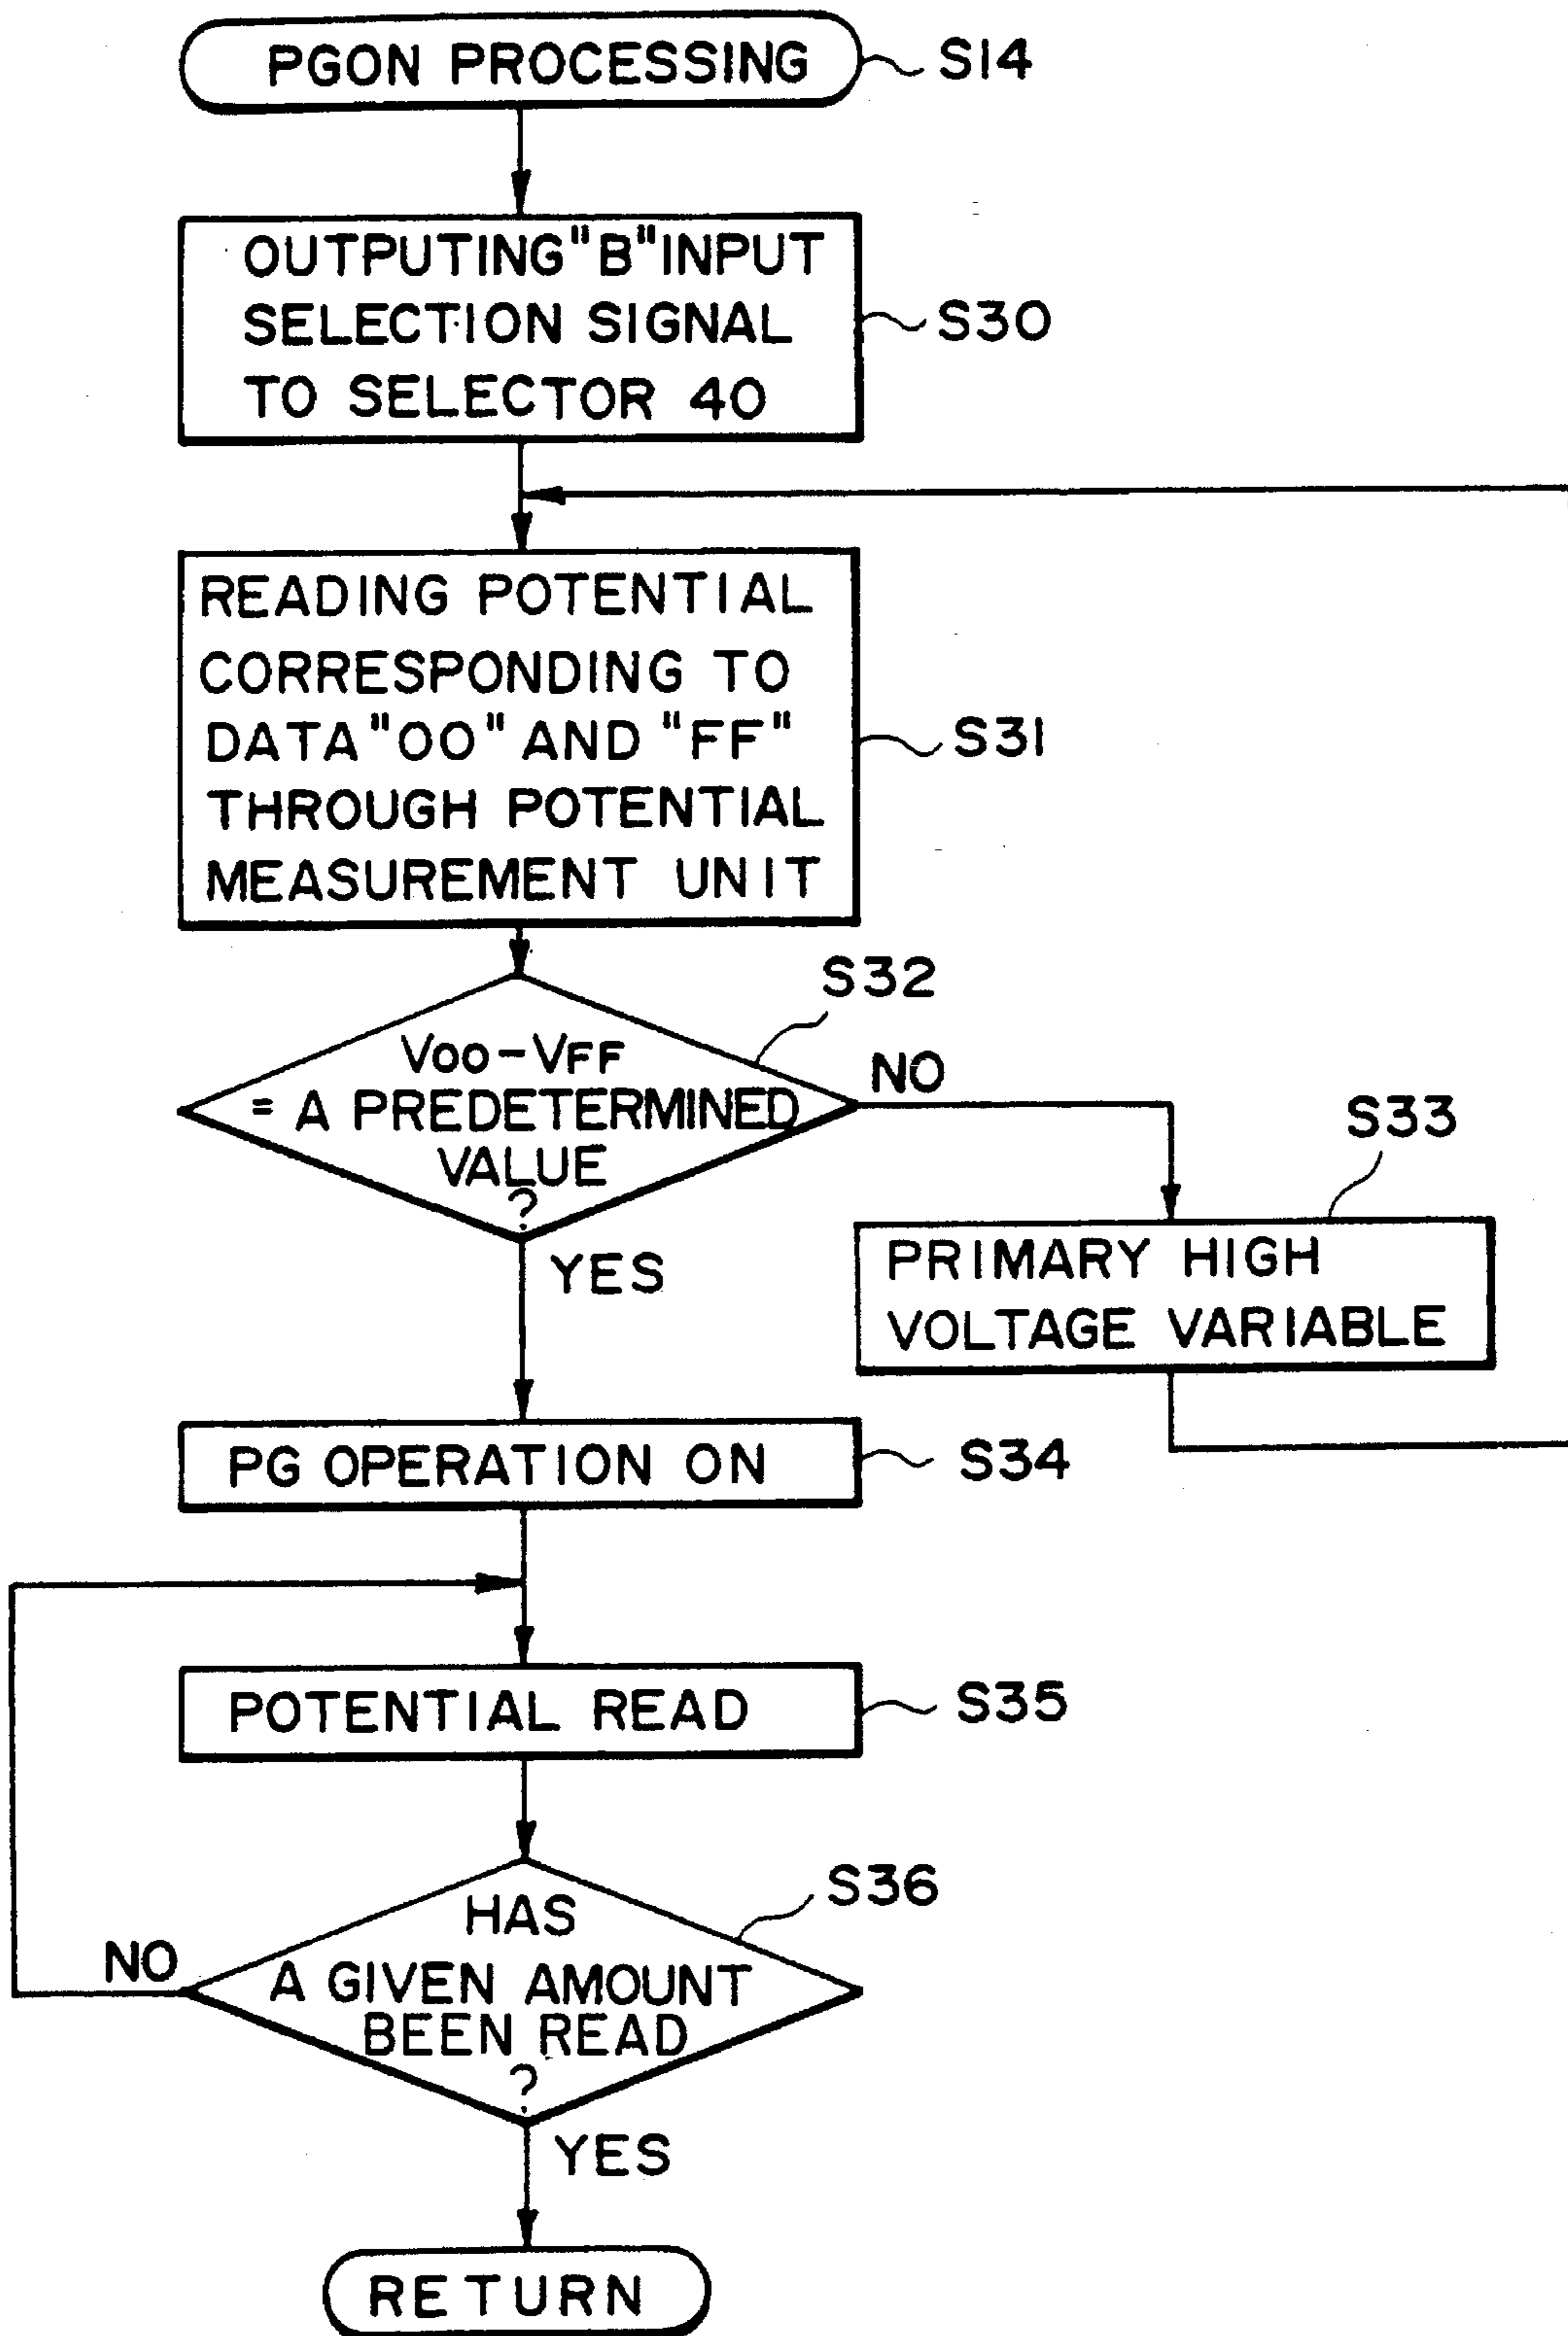 PGON PROCESSING
S14
OUTPUTING "B" INPUT
SELECTION SIGNAL
TO SELECTOR 40
S30
READING POTENTIAL
CORRESPONDING TO
DATA "00" AND "FF"
THROUGH POTENTIAL
MEASUREMENT UNIT
S31
S32
V00-VFF
= A PREDETERMINED
VALUE
?
NO
YES
S33
PRIMARY HIGH
VOLTAGE VARIABLE
PG OPERATION ON
S34
POTENTIAL READ
S35
S36
HAS
A GIVEN AMOUNT
BEEN READ
?
NO
YES
RETURN